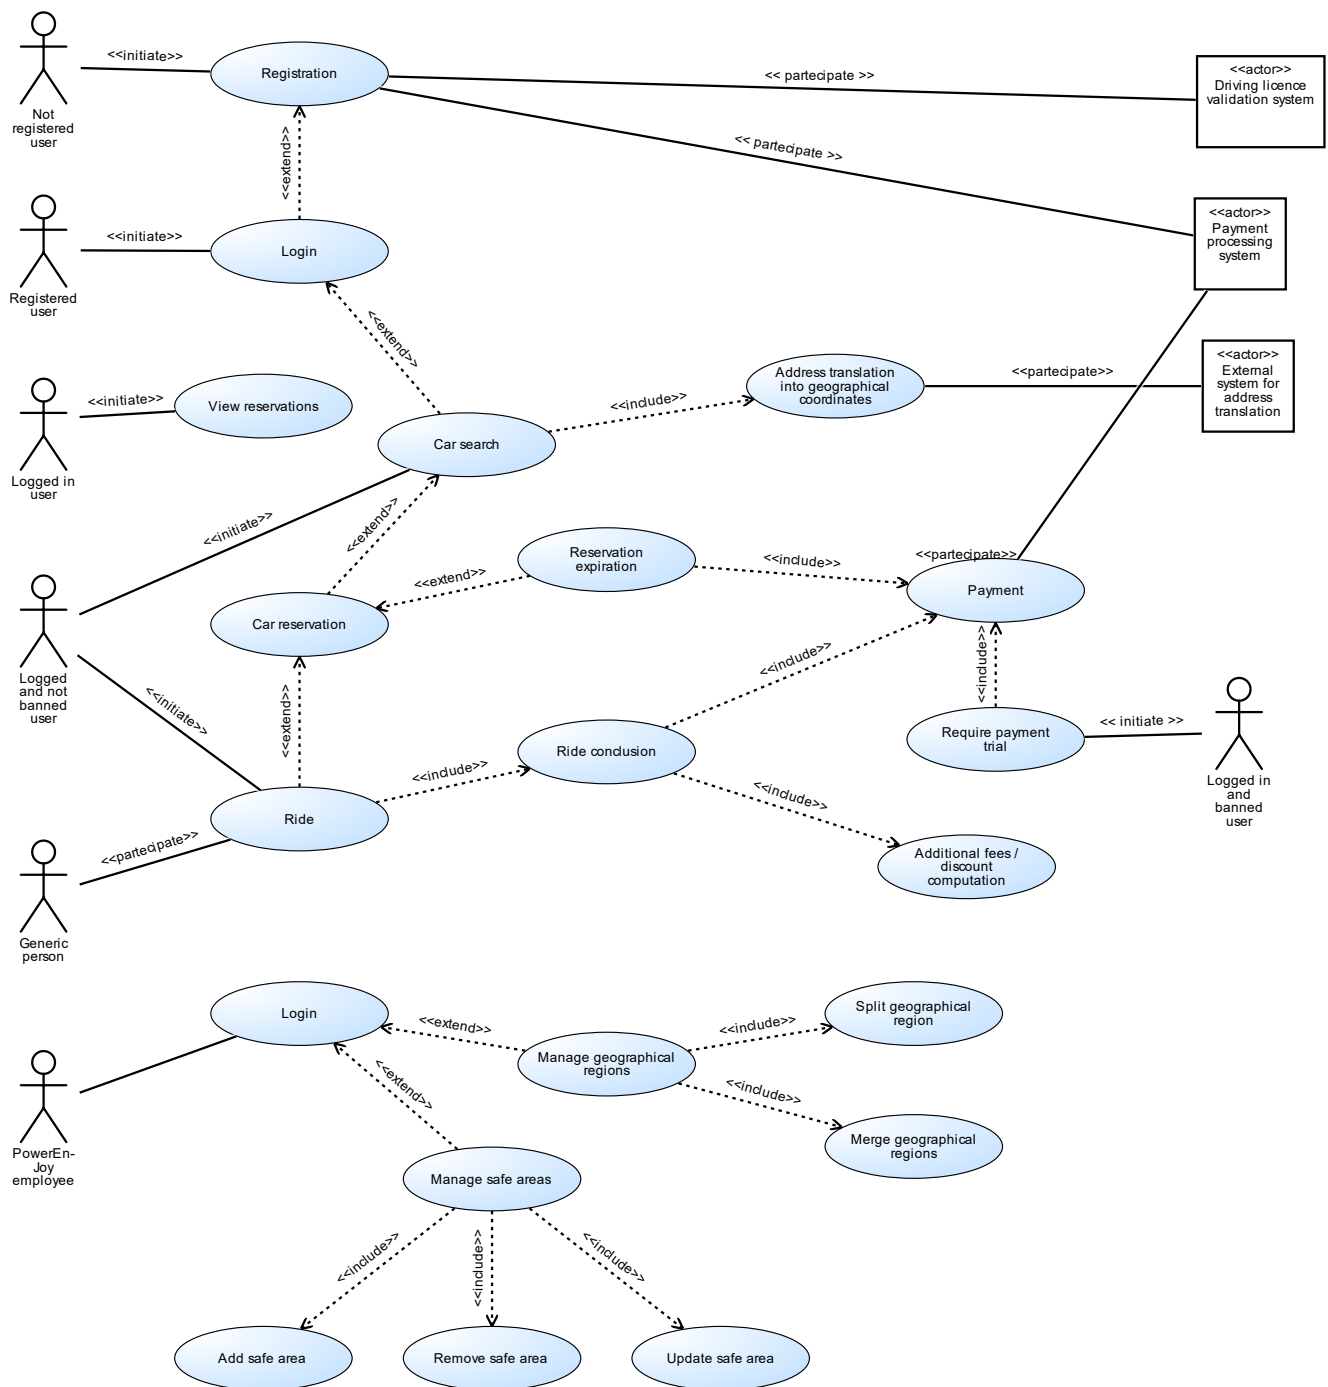 <<initiate>>
Registration
<< partecipate >>
<<actor>>
Driving licence
validation system
Not
registered
user
<< partecipate >>
<<extend>>
<<actor>>
Payment
processing
system
<<initiate>>
Login
Registered
user
<<extend>>
<<initiate>>
View reservations
Address translation
into geographical
coordinates
<<partecipate>>
<<actor>>
External
system for
address
translation
<<include>>
Car search
Logged in
user
<<initiate>>
<<extend>>
Reservation
expiration
<<include>>
<<partecipate>>
Payment
<<extend>>
Car reservation
Logged
and not
banned
user
<<initiate>>
<<extend>>
<<include>>
<<include>>
Ride conclusion
Require payment
trial
<< initiate >>
Logged in
and
banned
user
<<include>>
<<include>>
Ride
<<partecipate>>
Additional fees /
discount
computation
Generic
person
Login
<<extend>>
Manage geographical
regions
<<include>>
Split geographical
region
<<include>>
Merge geographical
regions
<<extend>>
PowerEn-
Joy
employee
Manage safe areas
<<include>>
<<include>>
<<include>>
Add safe area
Remove safe area
Update safe area